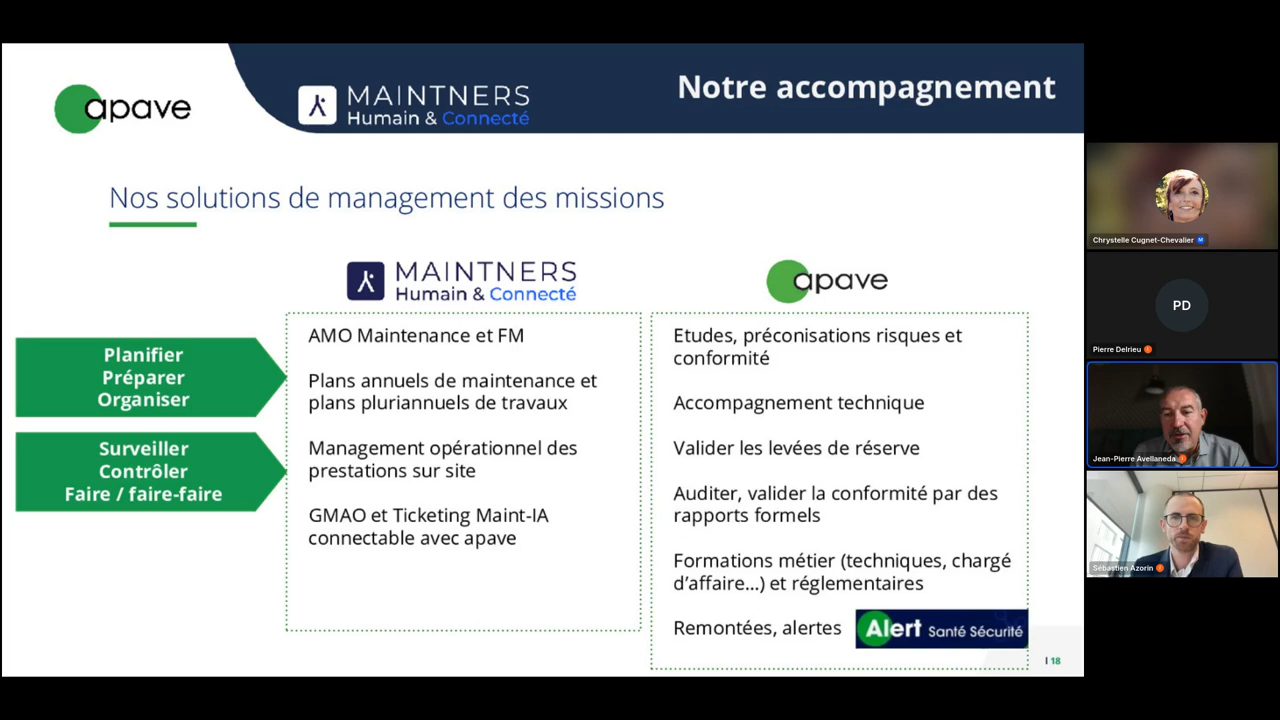 apave
MAINTNERS
Humain & Connecté
Notre accompagnement
Nos solutions de management des missions
MAINTNERS
Humain & Connecté
apave
Planifier
Préparer
Organiser
Surveiller
Contrôler
Faire / faire-faire
AMO Maintenance et FM
Plans annuels de maintenance et
plans pluriannuels de travaux
Management opérationnel des
prestations sur site
GMAO et Ticketing Maint-IA
connectable avec apave
Etudes, préconisations risques et
conformité
Accompagnement technique
Valider les levées de réserve
Auditer, valider la conformité par des
rapports formels
Formations métier (techniques, chargé
d’affaire...) et réglementaires
Remontées, alertes
Alert Santé Sécurité
I 18
Chrystelle Cugnet-Chevalier M
PD
Pierre Delrieu
Jean-Pierre Avellaneda
Sébastien Azorin